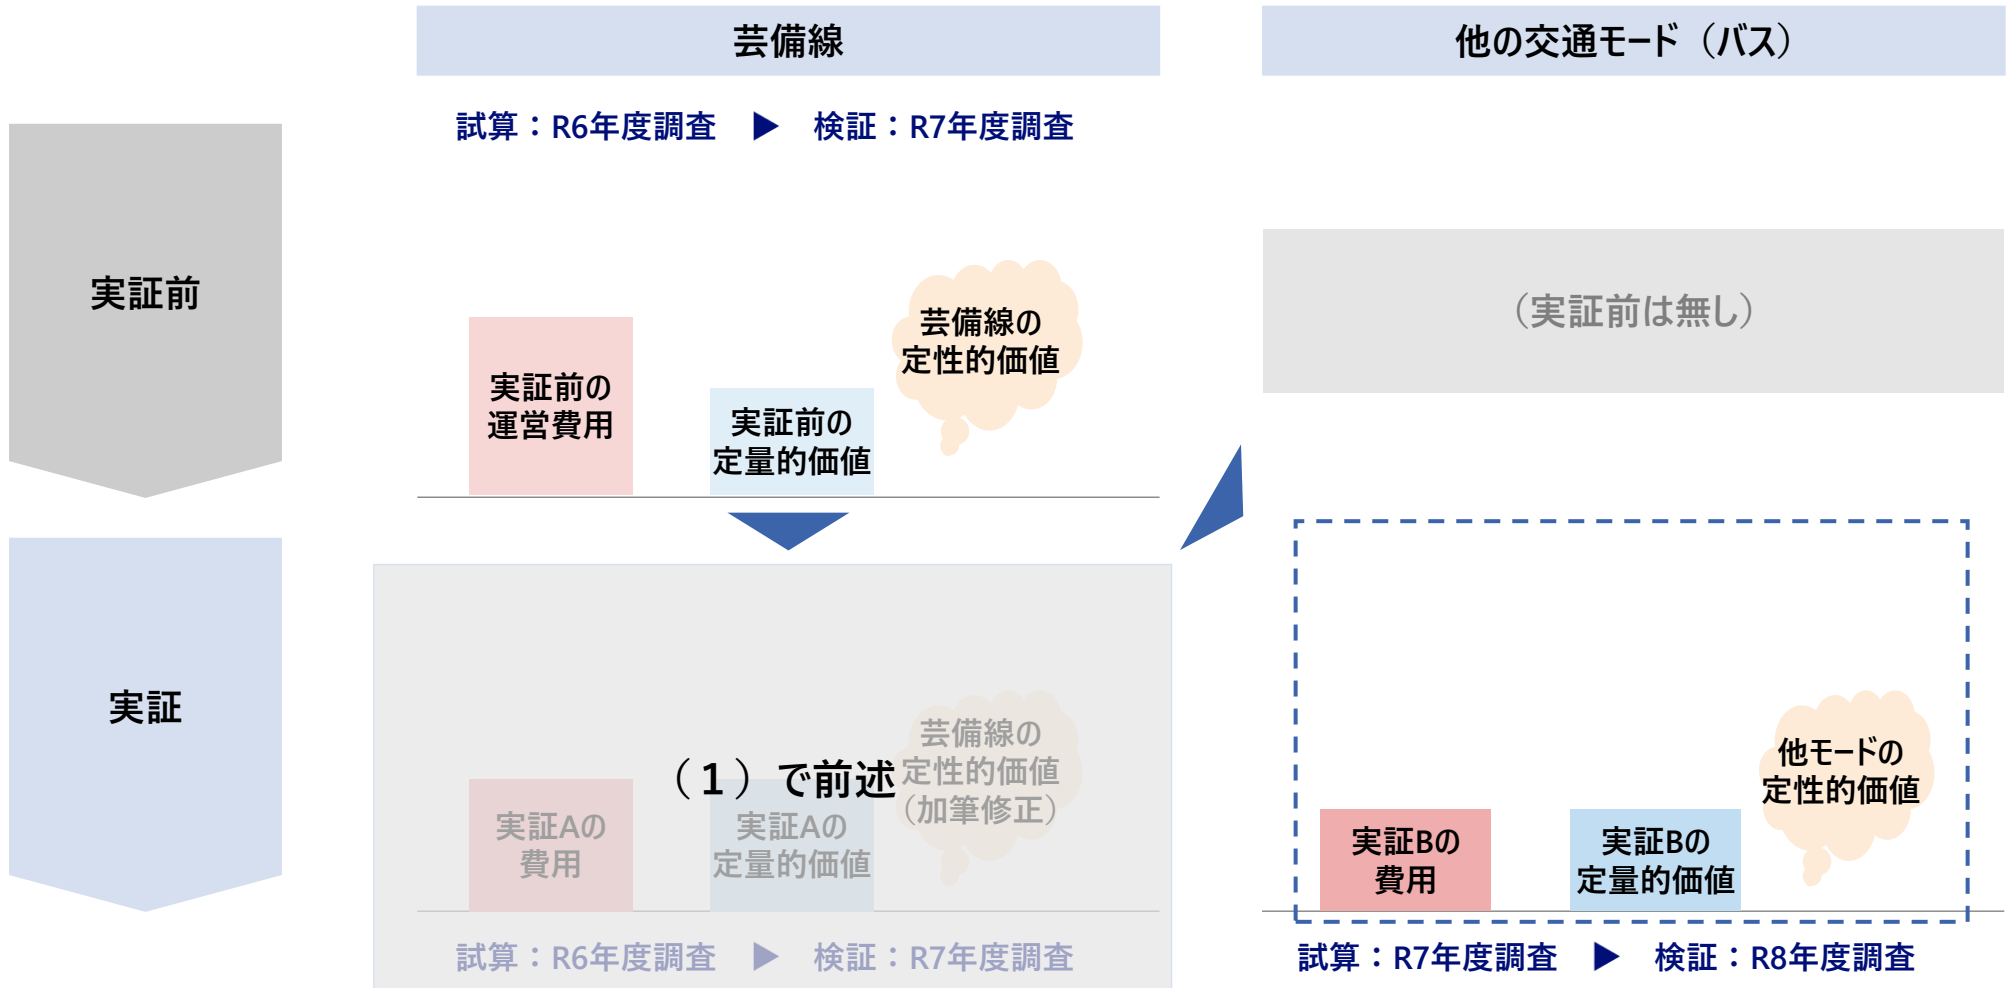 芸備線
他の交通モード（バス）
試算：R6年度調査 ▶ 検証：R7年度調査
実証前
芸備線の
定性的価値
（実証前は無し）
実証前の
運営費用
実証前の
定量的価値
実証
（１）で前述
芸備線の
定性的価値
（加筆修正）
実証Aの
費用
実証Aの
定量的価値
他モードの
定性的価値
実証Bの
費用
実証Bの
定量的価値
試算：R6年度調査 ▶ 検証：R7年度調査
試算：R7年度調査 ▶ 検証：R8年度調査